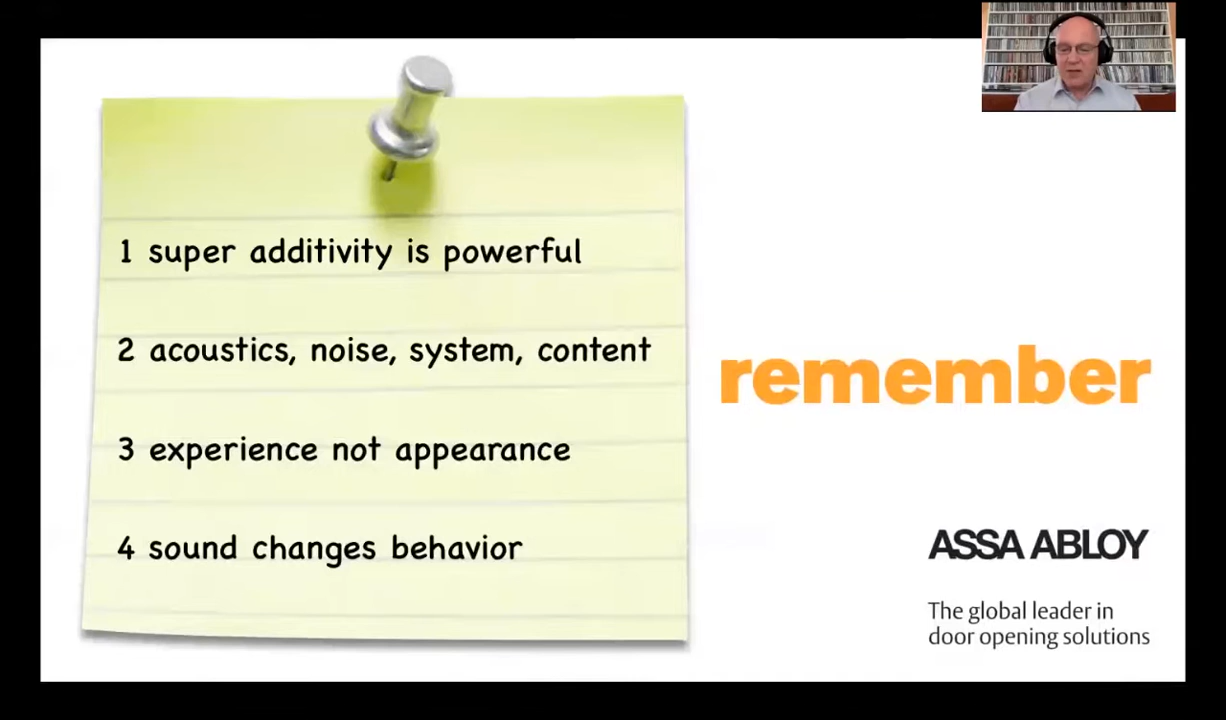 1 super additivity is powerful
2 acoustics, noise, system, content
3 experience not appearance
4 sound changes behavior
remember
ASSA ABLOY
The global leader in
door opening solutions